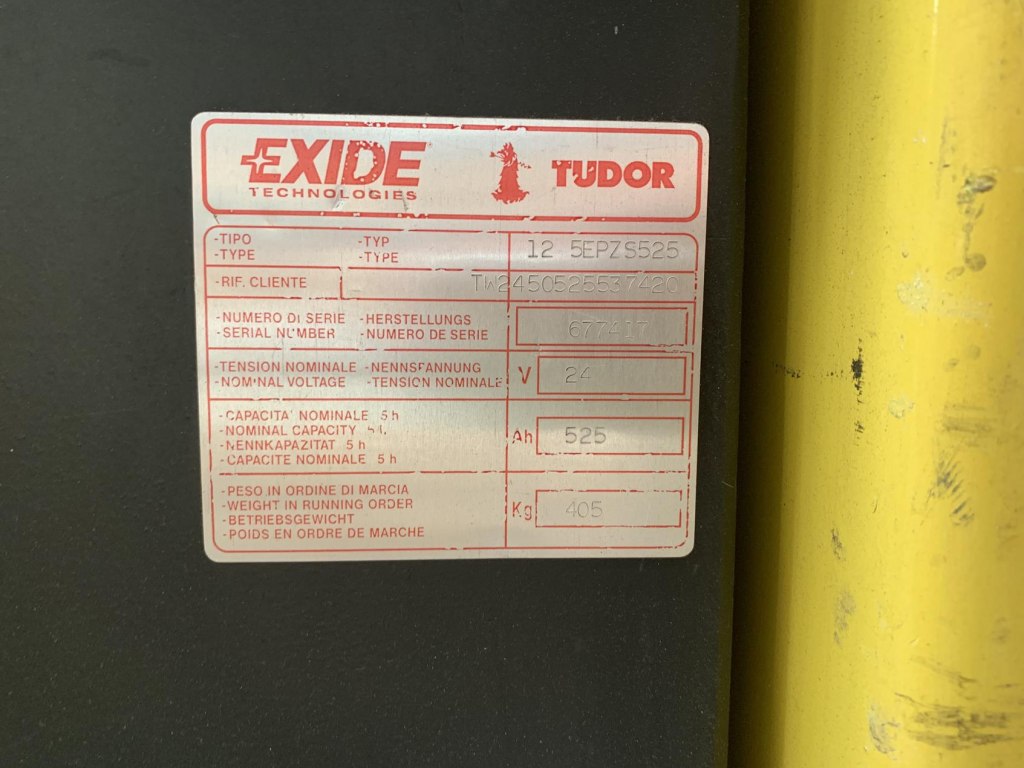 EXIDE TUDOR
TECHNOLOGIES
-TIPO -TYP 12 5EPZS525
-TYPE -TYPE
-RIF. CLIENTE TW2450525537420
-NUMERO DI SERIE -HERSTELLUNGS 677417
-SERIAL NUMBER -NUMERO DE SERIE
-TENSION NOMINALE -NENNSFANNUNG V 24
-NOMINAL VOLTAGE -TENSION NOMINALE
-CAPACITA' NOMINALE 5 h
-NOMINAL CAPACITY 5 h
-NENNKAPAZITAT 5 h Ah 525
-CAPACITE NOMINALE 5 h
-PESO IN ORDINE DI MARCIA
-WEIGHT IN RUNNING ORDER Kg 405
-BETRIEBSGEWICHT
-POIDS EN ORDRE DE MARCHE